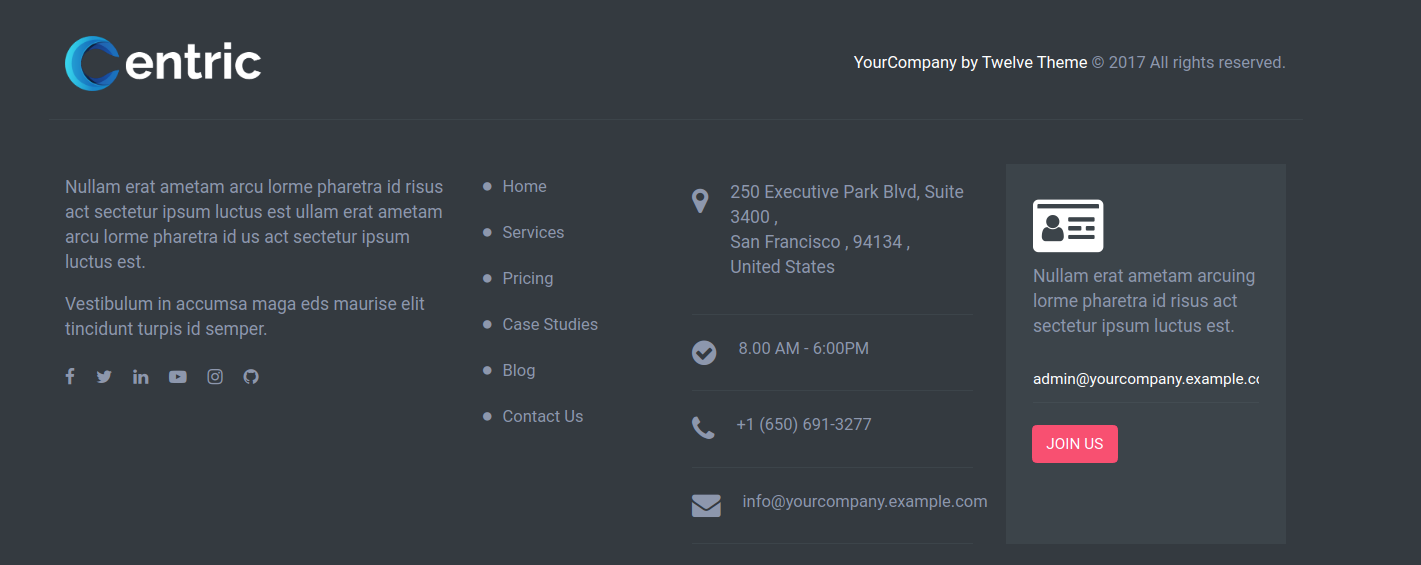 Centric
YourCompany by Twelve Theme © 2017 All rights reserved.
Nullam erat ametam arcu lorme pharetra id risus
act sectetur ipsum luctus est ullam erat ametam
arcu lorme pharetra id us act sectetur ipsum
luctus est.
Vestibulum in accumsa maga eds maurise elit
tincidunt turpis id semper.
Home
Services
Pricing
Case Studies
Blog
Contact Us
250 Executive Park Blvd, Suite
3400 ,
San Francisco , 94134 ,
United States
8.00 AM - 6:00PM
+1 (650) 691-3277
info@yourcompany.example.com
Nullam erat ametam arcuing
lorme pharetra id risus act
sectetur ipsum luctus est.
admin@yourcompany.example.co
JOIN US